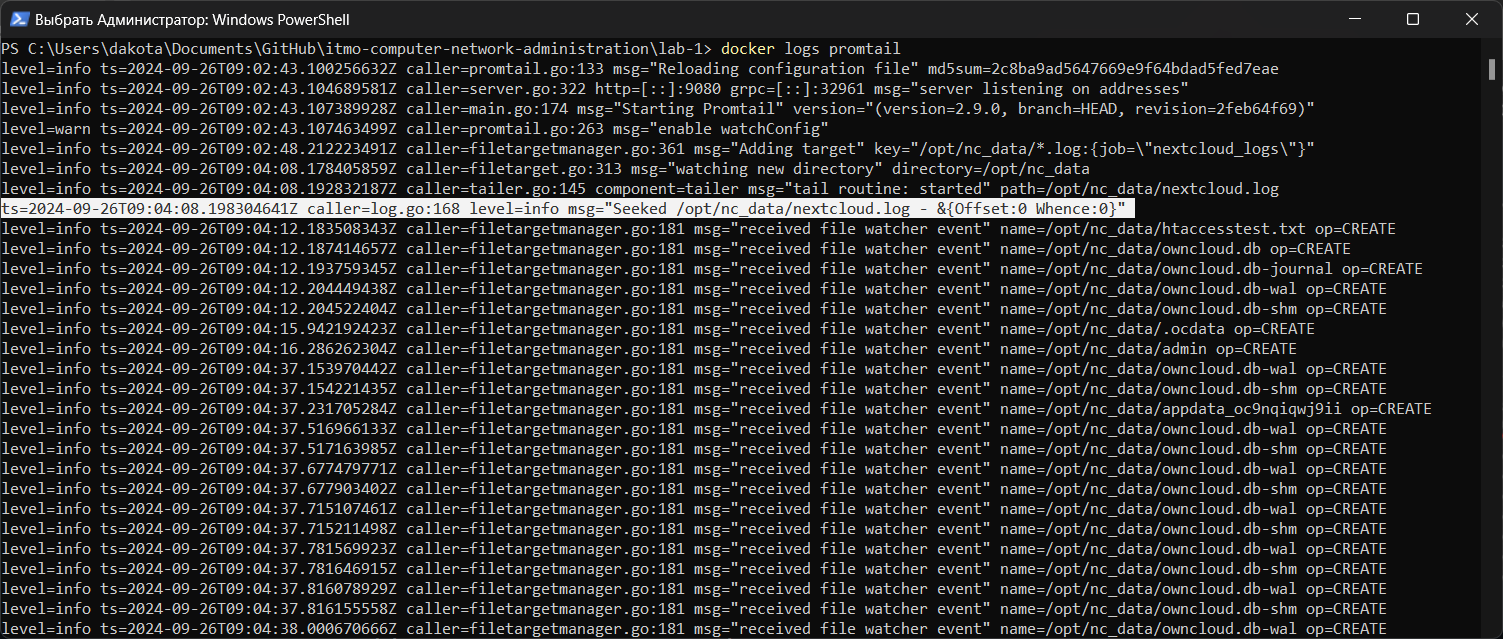 Выбрать Администратор: Windows PowerShell
PS C:\Users\dakota\Documents\GitHub\itmo-computer-network-administration\lab-1> docker logs promtail
level=info ts=2024-09-26T09:02:43.100256632Z caller=promtail.go:133 msg="Reloading configuration file" md5sum=2c8ba9ad5647669e9f64bdad5fed7eae
level=info ts=2024-09-26T09:02:43.104689581Z caller=server.go:322 http=[::]:9080 grpc=[::]:32961 msg="server listening on addresses"
level=info ts=2024-09-26T09:02:43.107389928Z caller=main.go:174 msg="Starting Promtail" version="(version=2.9.0, branch=HEAD, revision=2feb64f69)"
level=warn ts=2024-09-26T09:02:43.107463499Z caller=promtail.go:263 msg="enable watchConfig"
level=info ts=2024-09-26T09:02:48.212223491Z caller=filetargetmanager.go:361 msg="Adding target" key="/opt/nc_data/*.log:{job=\"nextcloud_logs\"}"
level=info ts=2024-09-26T09:04:08.178405859Z caller=filetarget.go:313 msg="watching new directory" directory=/opt/nc_data
level=info ts=2024-09-26T09:04:08.192832187Z caller=tailer.go:145 component=tailer msg="tail routine: started" path=/opt/nc_data/nextcloud.log
ts=2024-09-26T09:04:08.198304641Z caller=log.go:168 level=info msg="Seeked /opt/nc_data/nextcloud.log - &{Offset:0 Whence:0}"
level=info ts=2024-09-26T09:04:12.183508343Z caller=filetargetmanager.go:181 msg="received file watcher event" name=/opt/nc_data/htaccesstest.txt op=CREATE
level=info ts=2024-09-26T09:04:12.187414657Z caller=filetargetmanager.go:181 msg="received file watcher event" name=/opt/nc_data/owncloud.db op=CREATE
level=info ts=2024-09-26T09:04:12.193759345Z caller=filetargetmanager.go:181 msg="received file watcher event" name=/opt/nc_data/owncloud.db-journal op=CREATE
level=info ts=2024-09-26T09:04:12.204449438Z caller=filetargetmanager.go:181 msg="received file watcher event" name=/opt/nc_data/owncloud.db-wal op=CREATE
level=info ts=2024-09-26T09:04:12.204522404Z caller=filetargetmanager.go:181 msg="received file watcher event" name=/opt/nc_data/owncloud.db-shm op=CREATE
level=info ts=2024-09-26T09:04:15.942192423Z caller=filetargetmanager.go:181 msg="received file watcher event" name=/opt/nc_data/.ocdata op=CREATE
level=info ts=2024-09-26T09:04:16.286262304Z caller=filetargetmanager.go:181 msg="received file watcher event" name=/opt/nc_data/admin op=CREATE
level=info ts=2024-09-26T09:04:37.153970442Z caller=filetargetmanager.go:181 msg="received file watcher event" name=/opt/nc_data/owncloud.db-wal op=CREATE
level=info ts=2024-09-26T09:04:37.154221435Z caller=filetargetmanager.go:181 msg="received file watcher event" name=/opt/nc_data/owncloud.db-shm op=CREATE
level=info ts=2024-09-26T09:04:37.231705284Z caller=filetargetmanager.go:181 msg="received file watcher event" name=/opt/nc_data/appdata_oc9nqiqwj9ii op=CREATE
level=info ts=2024-09-26T09:04:37.516966133Z caller=filetargetmanager.go:181 msg="received file watcher event" name=/opt/nc_data/owncloud.db-wal op=CREATE
level=info ts=2024-09-26T09:04:37.517163985Z caller=filetargetmanager.go:181 msg="received file watcher event" name=/opt/nc_data/owncloud.db-shm op=CREATE
level=info ts=2024-09-26T09:04:37.677479771Z caller=filetargetmanager.go:181 msg="received file watcher event" name=/opt/nc_data/owncloud.db-wal op=CREATE
level=info ts=2024-09-26T09:04:37.677903402Z caller=filetargetmanager.go:181 msg="received file watcher event" name=/opt/nc_data/owncloud.db-shm op=CREATE
level=info ts=2024-09-26T09:04:37.715107461Z caller=filetargetmanager.go:181 msg="received file watcher event" name=/opt/nc_data/owncloud.db-wal op=CREATE
level=info ts=2024-09-26T09:04:37.715211498Z caller=filetargetmanager.go:181 msg="received file watcher event" name=/opt/nc_data/owncloud.db-shm op=CREATE
level=info ts=2024-09-26T09:04:37.781569923Z caller=filetargetmanager.go:181 msg="received file watcher event" name=/opt/nc_data/owncloud.db-wal op=CREATE
level=info ts=2024-09-26T09:04:37.781646915Z caller=filetargetmanager.go:181 msg="received file watcher event" name=/opt/nc_data/owncloud.db-shm op=CREATE
level=info ts=2024-09-26T09:04:37.816078929Z caller=filetargetmanager.go:181 msg="received file watcher event" name=/opt/nc_data/owncloud.db-wal op=CREATE
level=info ts=2024-09-26T09:04:37.816155558Z caller=filetargetmanager.go:181 msg="received file watcher event" name=/opt/nc_data/owncloud.db-shm op=CREATE
level=info ts=2024-09-26T09:04:38.000670666Z caller=filetargetmanager.go:181 msg="received file watcher event" name=/opt/nc_data/owncloud.db-wal op=CREATE